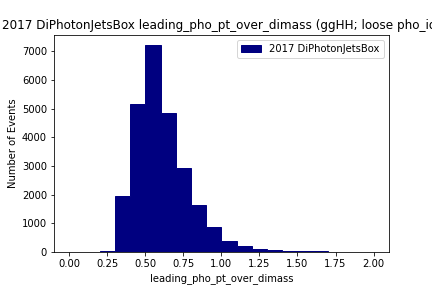 2017 DiPhotonJetsBox leading_pho_pt_over_dimass (ggHH; loose
2017 DiPhotonJetsBox
Number of Events
7000
6000
5000
4000
3000
2000
1000
0
0.00 0.25 0.50 0.75 1.00 1.25 1.50 1.75 2.00
leading_pho_pt_over_dimass